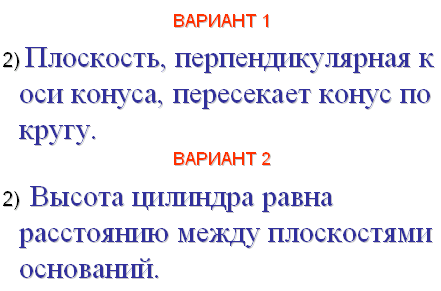 ВАРИАНТ 1
2) Плоскость, перпендикулярная к
оси конуса, пересекает конус по
кругу.
ВАРИАНТ 2
2) Высота цилиндра равна
расстоянию между плоскостями
оснований.